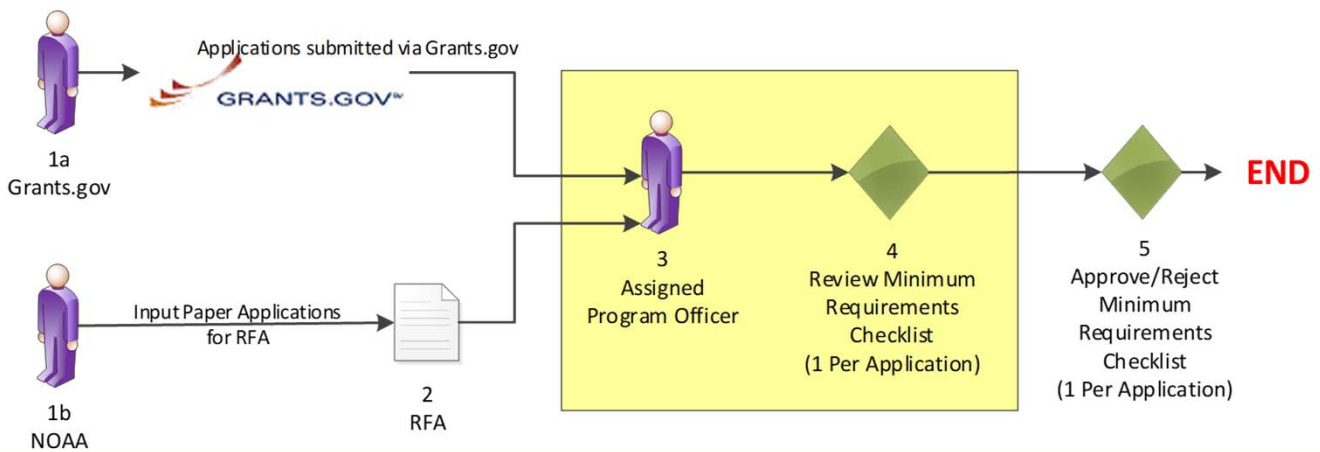 Applications submitted via Grants.gov
GRANTS.GOV
1a
Grants.gov
Input Paper Applications
for RFA
1b
NOAA
2
RFA
3
Assigned
Program Officer
4
Review Minimum
Requirements
Checklist
(1 Per Application)
5
Approve/Reject
Minimum
Requirements
Checklist
(1 Per Application)
END